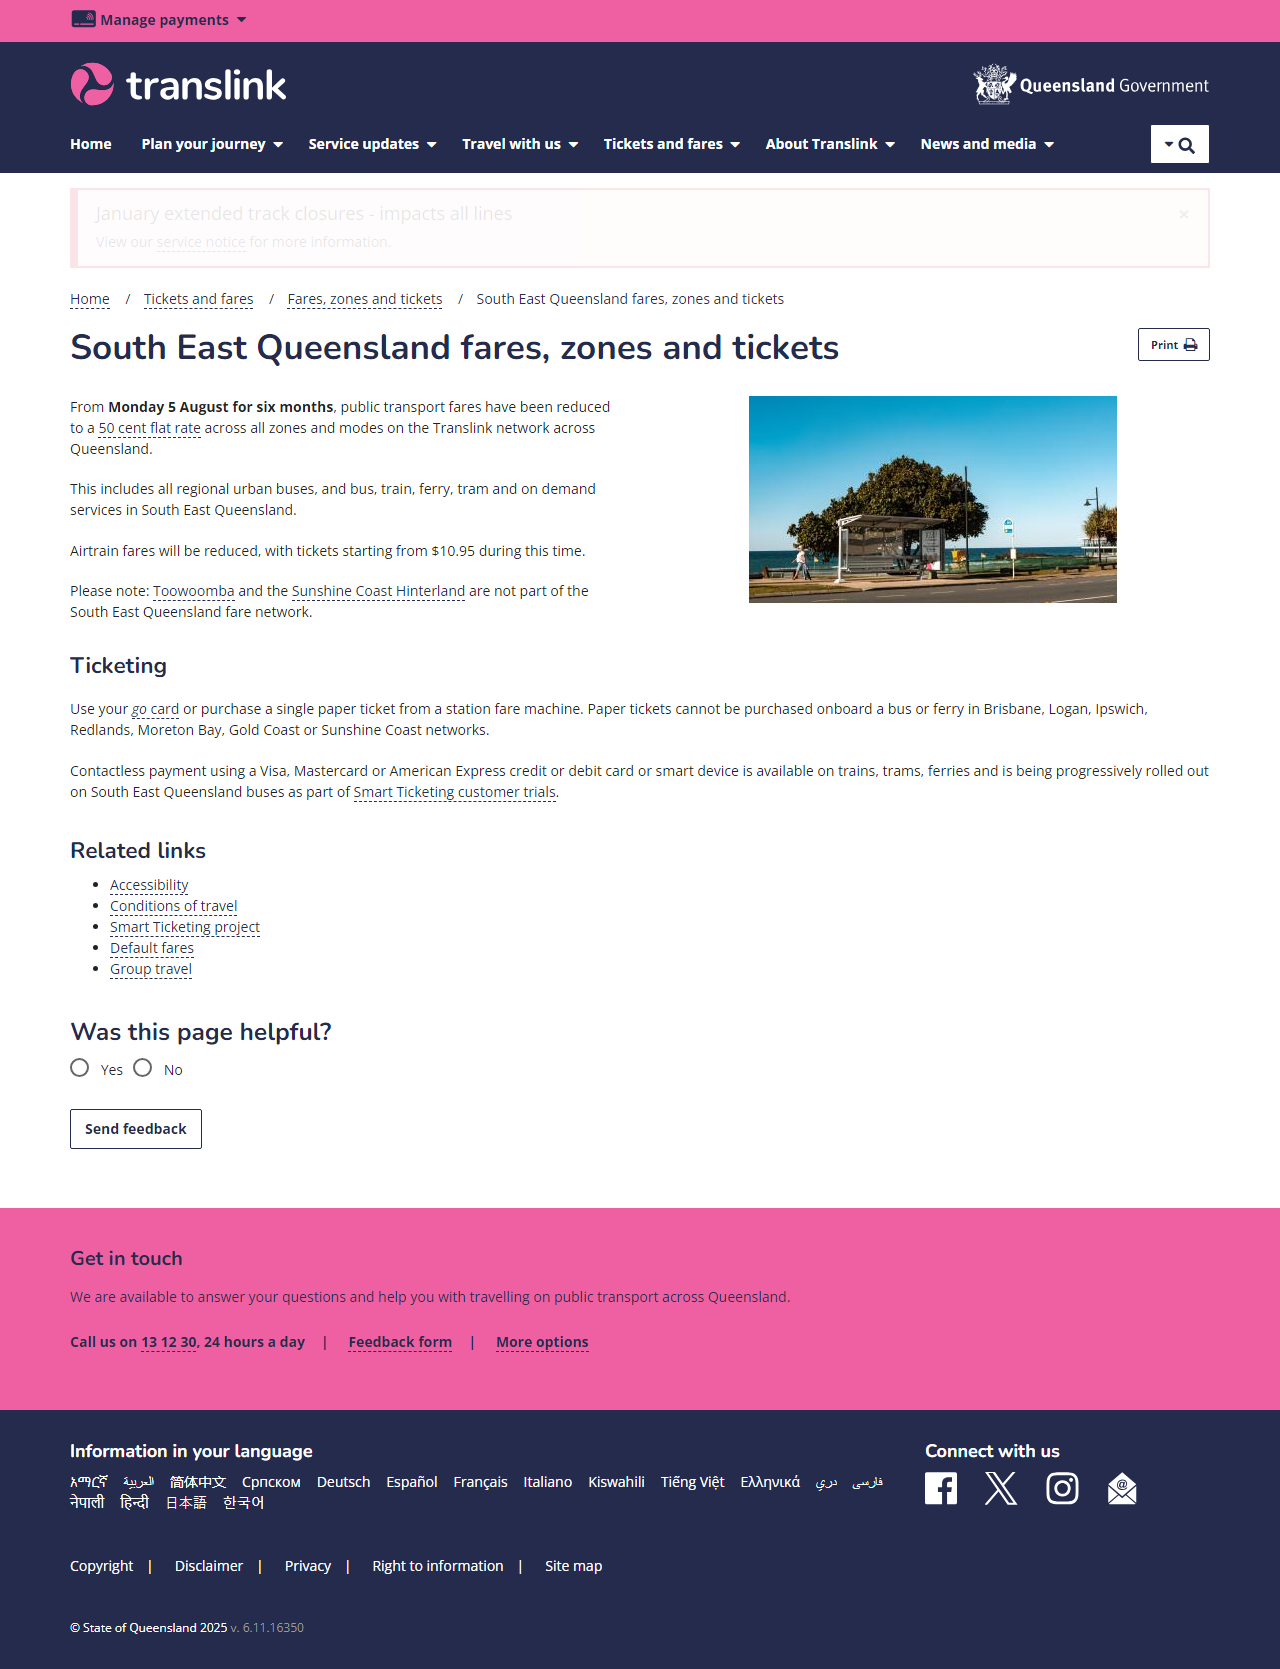 Manage payments
translink
Queensland Government
Home Plan your journey Service updates Travel with us Tickets and fares About Translink News and media
January extended track closures - impacts all lines
×
View our service notice for more information.
Home / Tickets and fares / Fares, zones and tickets / South East Queensland fares, zones and tickets
South East Queensland fares, zones and tickets
Print
From Monday 5 August for six months, public transport fares have been reduced
to a 50 cent flat rate across all zones and modes on the Translink network across
Queensland.
This includes all regional urban buses, and bus, train, ferry, tram and on demand
services in South East Queensland.
Airtrain fares will be reduced, with tickets starting from $10.95 during this time.
Please note: Toowoomba and the Sunshine Coast Hinterland are not part of the
South East Queensland fare network.
Ticketing
Use your go card or purchase a single paper ticket from a station fare machine. Paper tickets cannot be purchased onboard a bus or ferry in Brisbane, Logan, Ipswich,
Redlands, Moreton Bay, Gold Coast or Sunshine Coast networks.
Contactless payment using a Visa, Mastercard or American Express credit or debit card or smart device is available on trains, trams, ferries and is being progressively rolled out
on South East Queensland buses as part of Smart Ticketing customer trials.
Related links
Accessibility
Conditions of travel
Smart Ticketing project
Default fares
Group travel
Was this page helpful?
Yes No
Send feedback
Get in touch
We are available to answer your questions and help you with travelling on public transport across Queensland.
Call us on 13 12 30, 24 hours a day | Feedback form | More options
Information in your language
አማርኛ العربية 简体中文 Српском Deutsch Español Français Italiano Kiswahili Tiếng Việt Ελληνικά دري فارسی
नेपाली हिन्दी 日本語 한국어
Connect with us
Copyright | Disclaimer | Privacy | Right to information | Site map
© State of Queensland 2025 v. 6.11.16350